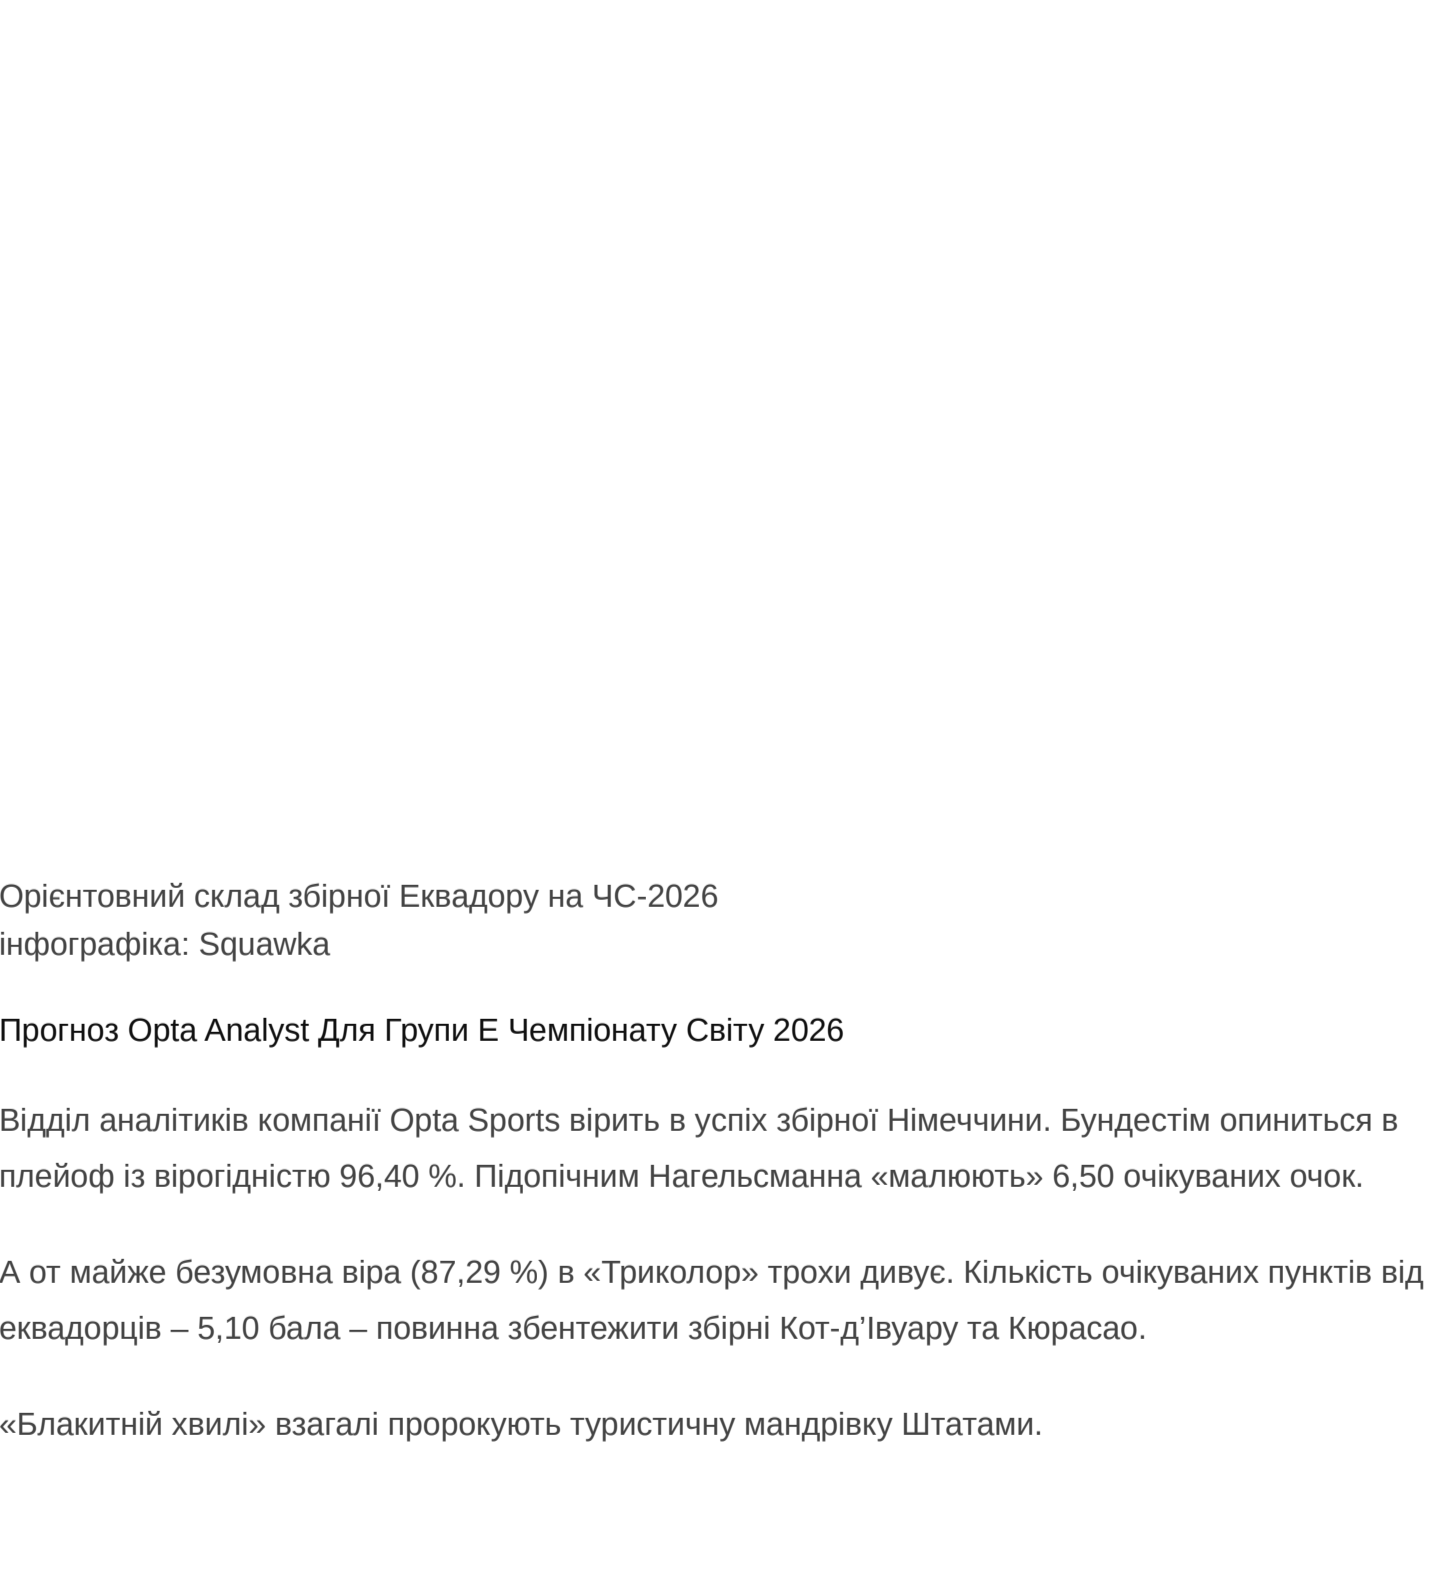 Орієнтовний склад збірної Еквадору на ЧС-2026
інфографіка: Squawka
Прогноз Opta Analyst Для Групи E Чемпіонату Світу 2026
Відділ аналітиків компанії Opta Sports вірить в успіх збірної Німеччини. Бундестім опиниться в
плейоф із вірогідністю 96,40 %. Підопічним Нагельсманна «малюють» 6,50 очікуваних очок.
А от майже безумовна віра (87,29 %) в «Триколор» трохи дивує. Кількість очікуваних пунктів від
еквадорців – 5,10 бала – повинна збентежити збірні Кот-д’Івуару та Кюрасао.
«Блакитній хвилі» взагалі пророкують туристичну мандрівку Штатами.